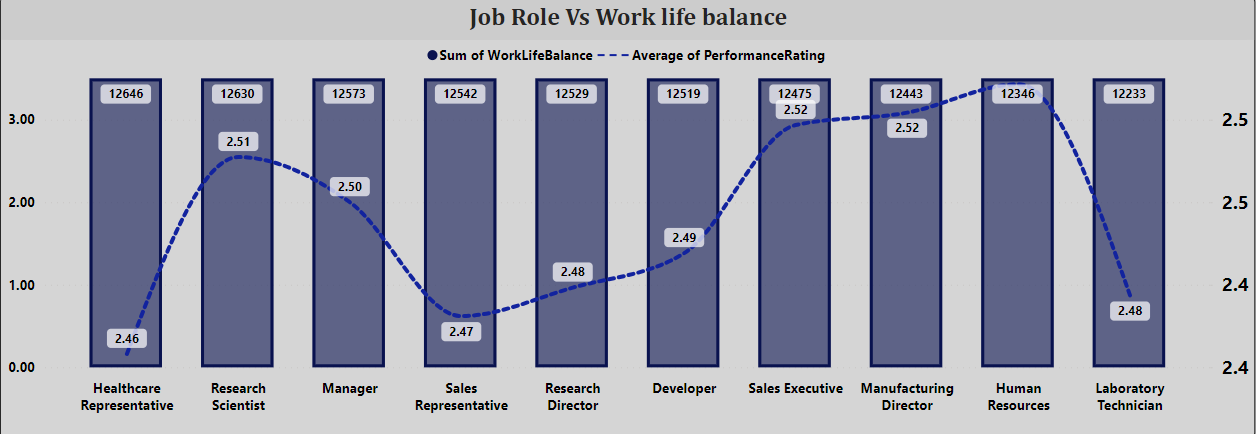 Job Role Vs Work life balance
Sum of WorkLifeBalance Average of PerformanceRating
12646 12630 12573 12542 12529 12519 12475 12443 12346 12233
2.52
3.00 2.5
2.52
2.51
2.50
2.00 2.5
2.49
2.48
1.00 2.4
2.48
2.47
2.46
0.00 2.4
Healthcare Representative
Research Scientist
Manager
Sales Representative
Research Director
Developer
Sales Executive
Manufacturing Director
Human Resources
Laboratory Technician